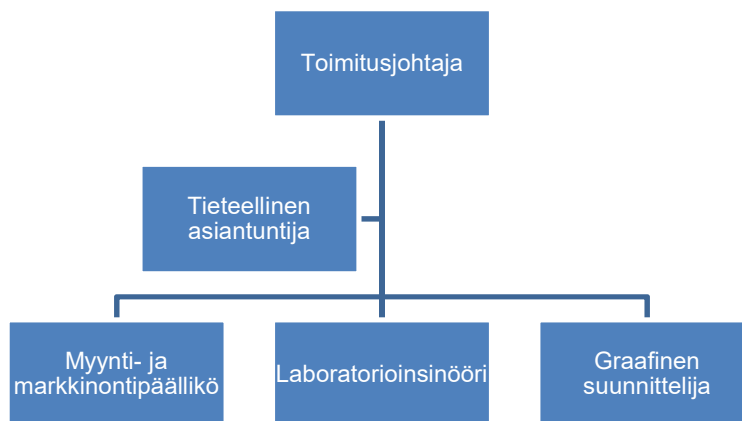 Toimitusjohtaja
Tieteellinen
asiantuntija
Myynti- ja
markkinontipäällikö
Laboratorioinsinööri
Graafinen
suunnittelija